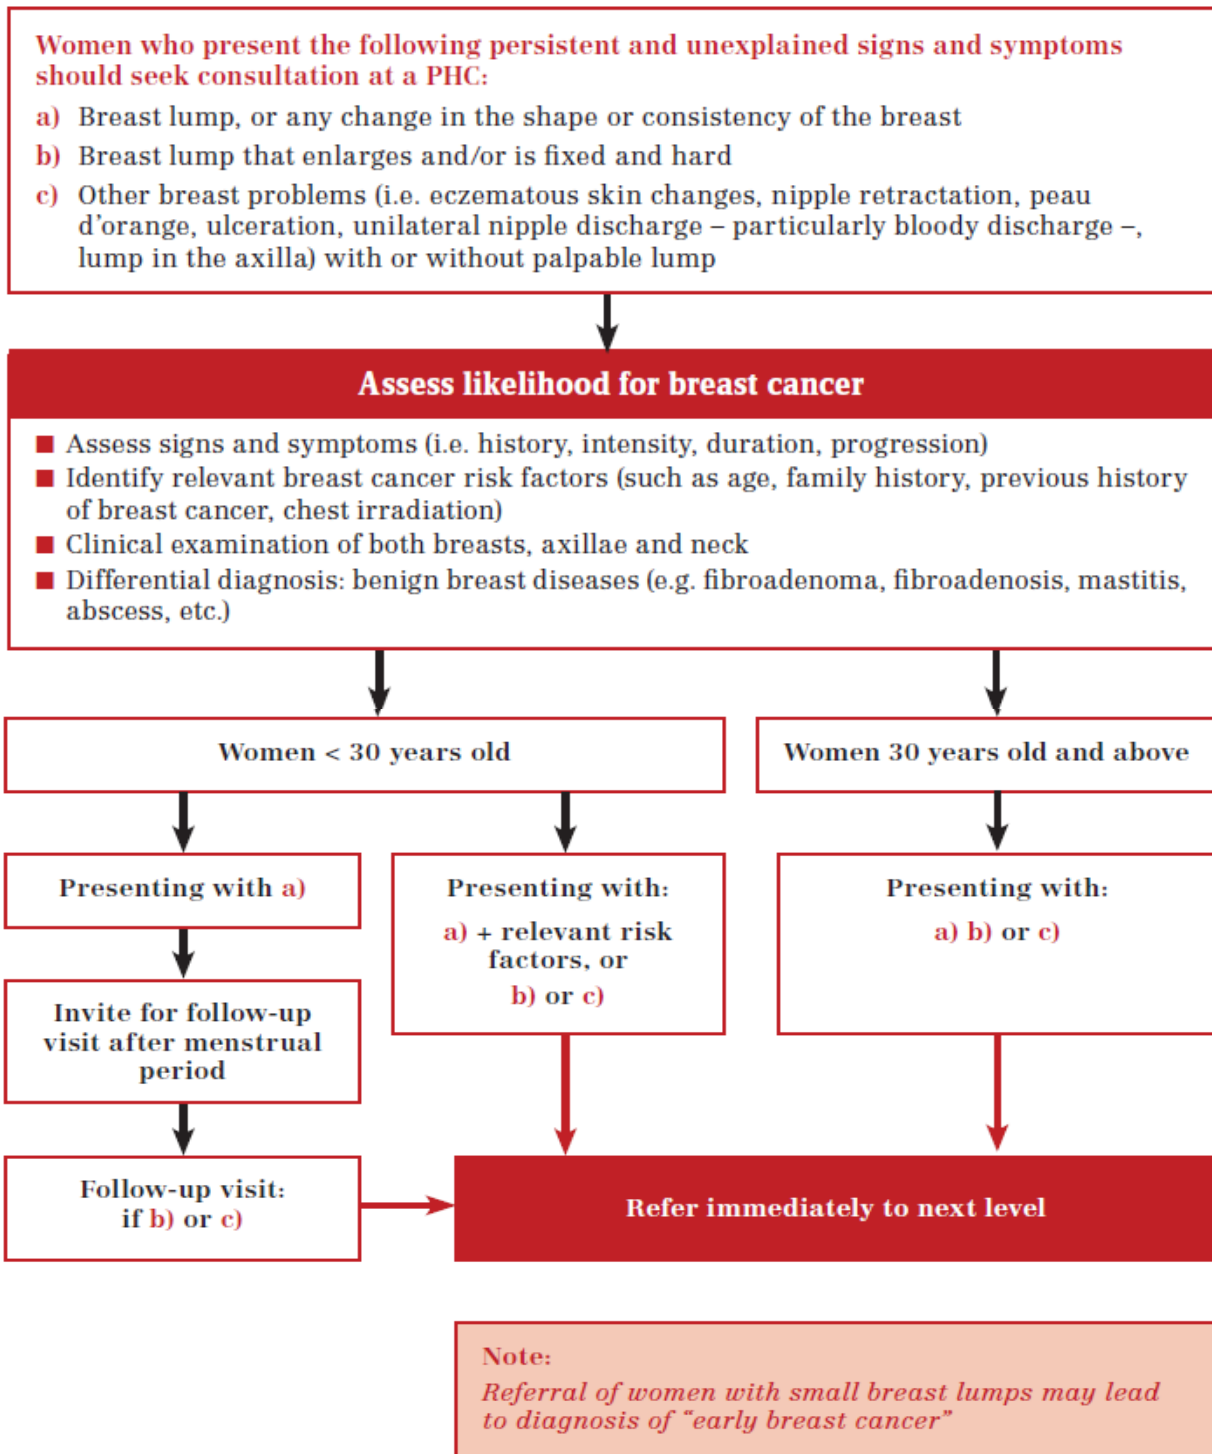 Women who present the following persistent and unexplained signs and symptoms
should seek consultation at a PHC:
a) Breast lump, or any change in the shape or consistency of the breast
b) Breast lump that enlarges and/or is fixed and hard
c) Other breast problems (i.e. eczematous skin changes, nipple retractation, peau
d’orange, ulceration, unilateral nipple discharge – particularly bloody discharge –,
lump in the axilla) with or without palpable lump
Assess likelihood for breast cancer
■ Assess signs and symptoms (i.e. history, intensity, duration, progression)
■ Identify relevant breast cancer risk factors (such as age, family history, previous history
of breast cancer, chest irradiation)
■ Clinical examination of both breasts, axillae and neck
■ Differential diagnosis: benign breast diseases (e.g. fibroadenoma, fibroadenosis, mastitis,
abscess, etc.)
Women < 30 years old
Women 30 years old and above
Presenting with a)
Presenting with:
a) + relevant risk
factors, or
b) or c)
Presenting with:
a) b) or c)
Invite for follow-up
visit after menstrual
period
Follow-up visit:
if b) or c)
Refer immediately to next level
Note:
Referral of women with small breast lumps may lead
to diagnosis of “early breast cancer”